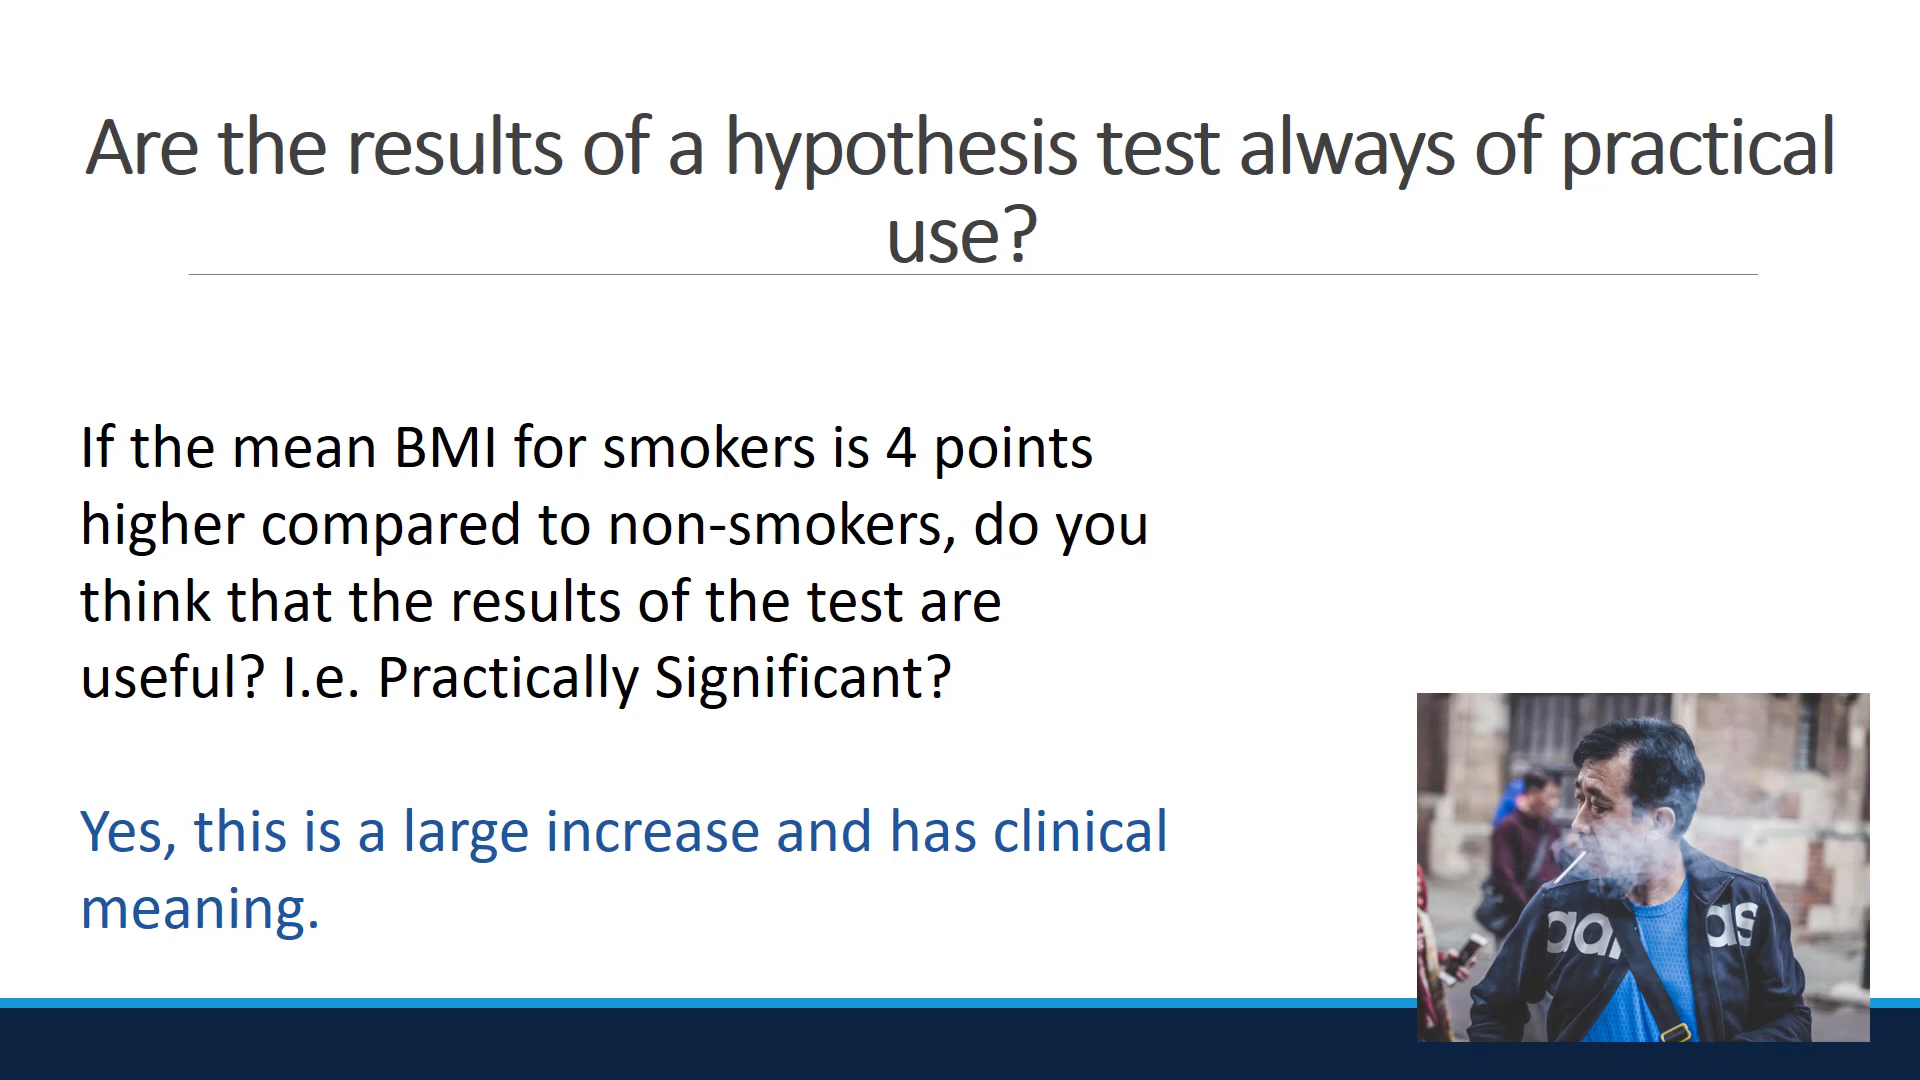 Are the results of a hypothesis test always of practical
use?
If the mean BMI for smokers is 4 points
higher compared to non-smokers, do you
think that the results of the test are
useful? I.e. Practically Significant?
Yes, this is a large increase and has clinical
meaning.